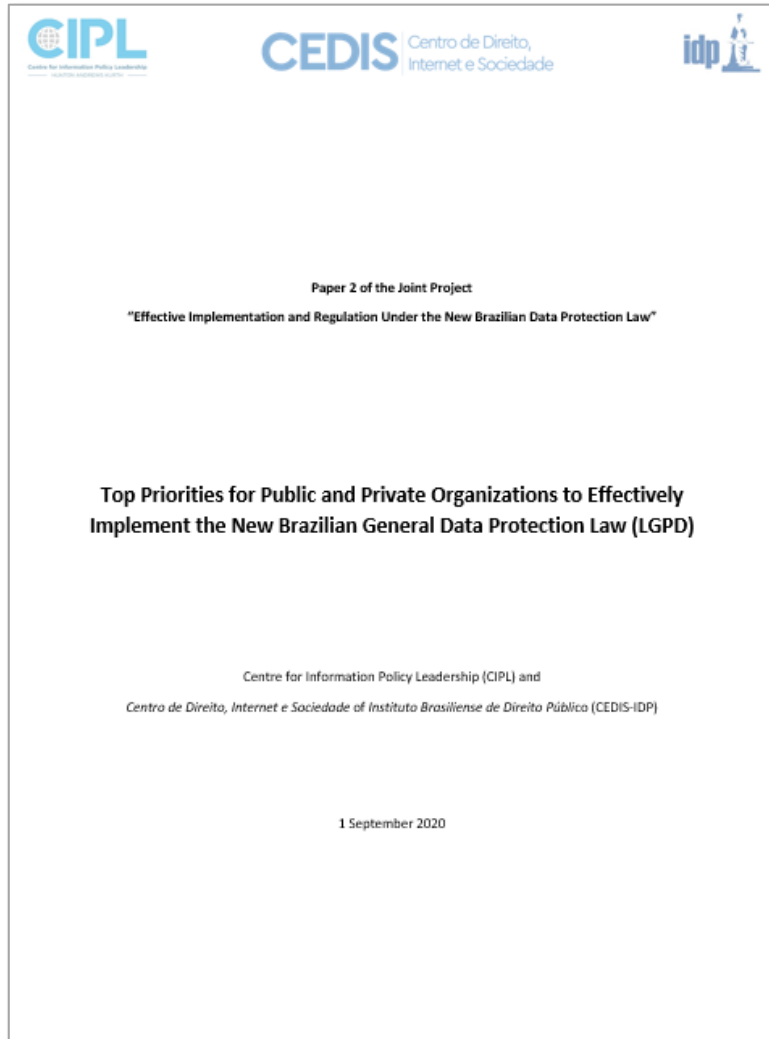 CIPL
Centre for Information Policy Leadership
HUNTON ANDREWS KURTH
CEDIS
Centro de Direito,
Internet e Sociedade
idp
Paper 2 of the Joint Project
“Effective Implementation and Regulation Under the New Brazilian Data Protection Law”
Top Priorities for Public and Private Organizations to Effectively
Implement the New Brazilian General Data Protection Law (LGPD)
Centre for Information Policy Leadership (CIPL) and
Centro de Direito, Internet e Sociedade of Instituto Brasiliense de Direito Público (CEDIS-IDP)
1 September 2020